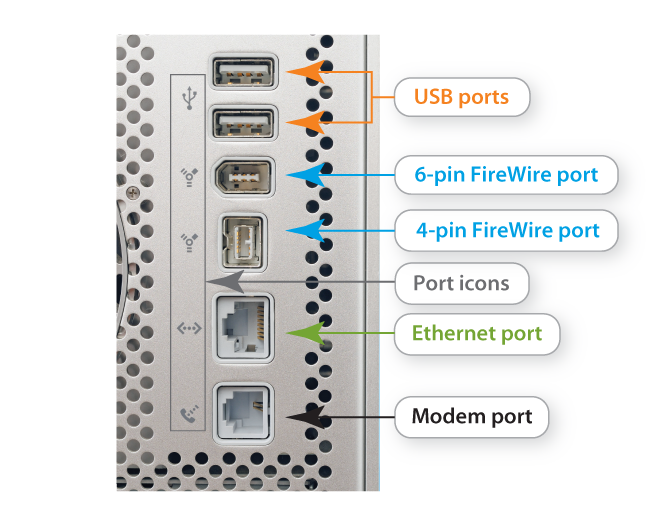 USB ports
6-pin FireWire port
4-pin FireWire port
Port icons
Ethernet port
Modem port